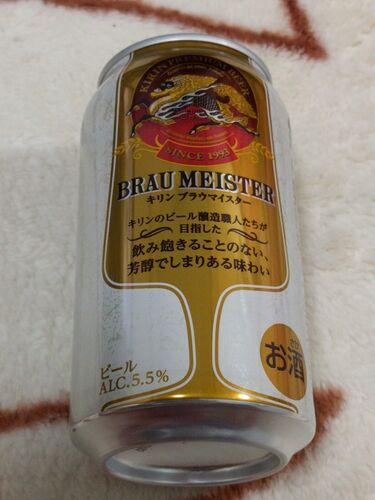 KIRIN PREMIUM BEER
SINCE 1993
BRAU MEISTER
キリン ブラウマイスター
キリンのビール醸造職人たちが
目指した
飲み飽きることのない、
芳醇でしまりある味わい
ビール
ALC.5.5%
さけ
お酒